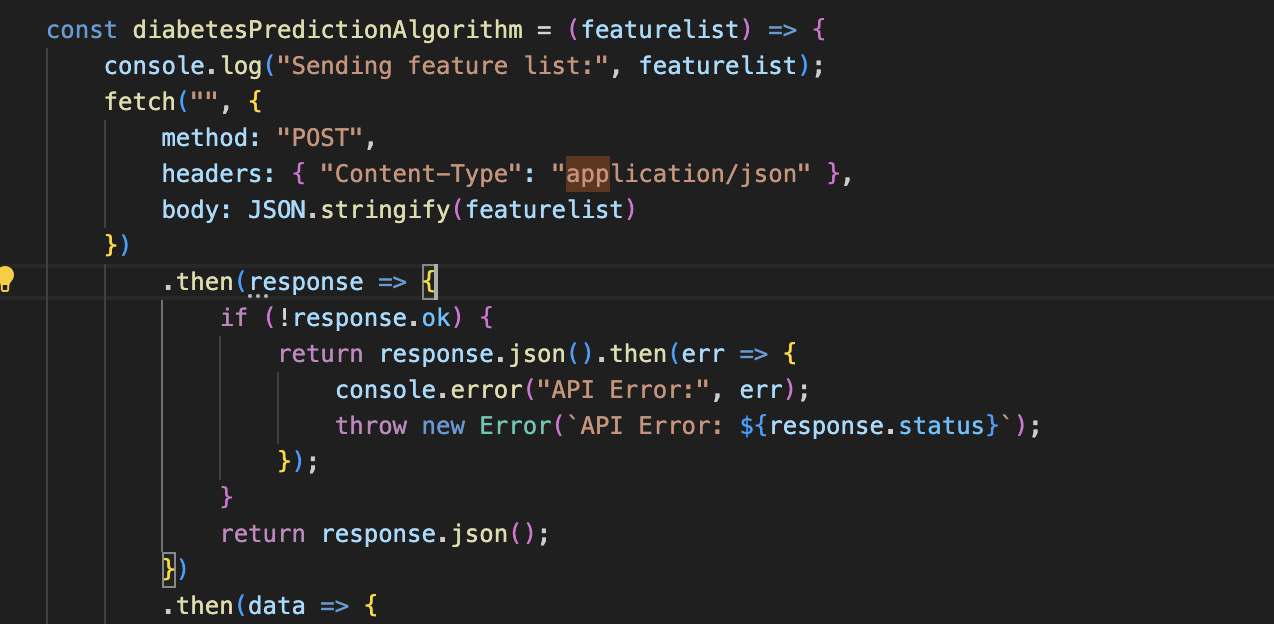 const diabetesPredictionAlgorithm = (featurelist) => {
console.log("Sending feature list:", featurelist);
fetch("", {
method: "POST",
headers: { "Content-Type": "application/json" },
body: JSON.stringify(featurelist)
})
.then(response => {
if (!response.ok) {
return response.json().then(err => {
console.error("API Error:", err);
throw new Error(`API Error: ${response.status}`);
});
}
return response.json();
})
.then(data => {